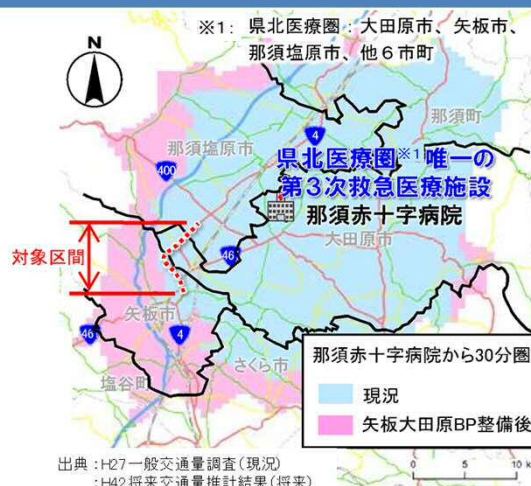 ※1: 県北医療圏：大田原市、矢板市、
那須塩原市、他6市町
N
那須町
4
那須塩原市
400
県北医療圏※1唯一の
第3次救急医療施設
那須赤十字病院
大田原市
46
対象区間
矢板市
46
4
さくら市
塩谷町
那須赤十字病院から30分圏
現況
矢板大田原BP整備後
出典：H27一般交通量調査(現況)
：H42将来交通量推計結果(将来)
0 5 10 k